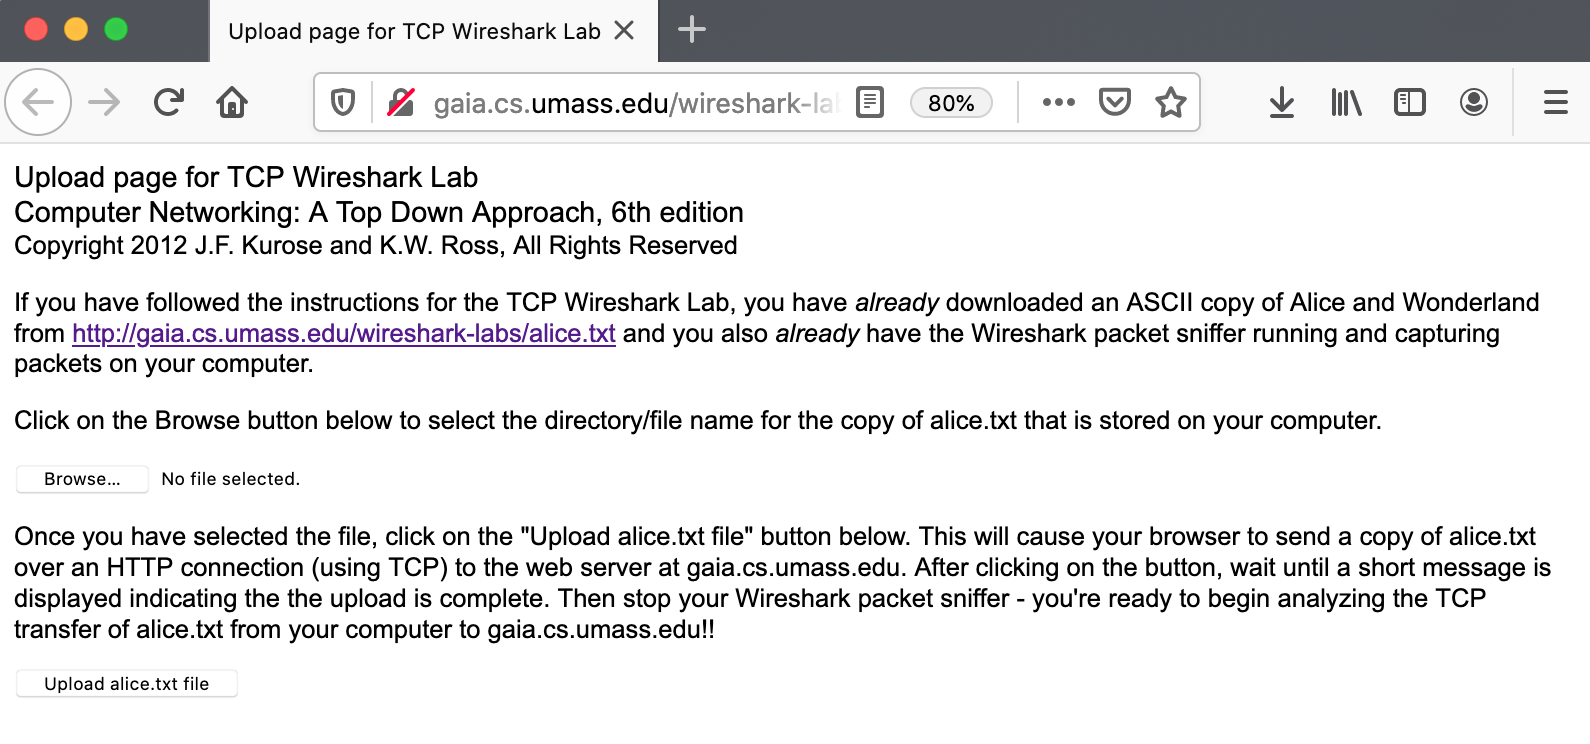 Upload page for TCP Wireshark Lab
gaia.cs.umass.edu/wireshark-la
80%
Upload page for TCP Wireshark Lab
Computer Networking: A Top Down Approach, 6th edition
Copyright 2012 J.F. Kurose and K.W. Ross, All Rights Reserved
If you have followed the instructions for the TCP Wireshark Lab, you have already downloaded an ASCII copy of Alice and Wonderland
from http://gaia.cs.umass.edu/wireshark-labs/alice.txt and you also already have the Wireshark packet sniffer running and capturing
packets on your computer.
Click on the Browse button below to select the directory/file name for the copy of alice.txt that is stored on your computer.
Browse... No file selected.
Once you have selected the file, click on the "Upload alice.txt file" button below. This will cause your browser to send a copy of alice.txt
over an HTTP connection (using TCP) to the web server at gaia.cs.umass.edu. After clicking on the button, wait until a short message is
displayed indicating the the upload is complete. Then stop your Wireshark packet sniffer - you're ready to begin analyzing the TCP
transfer of alice.txt from your computer to gaia.cs.umass.edu!!
Upload alice.txt file